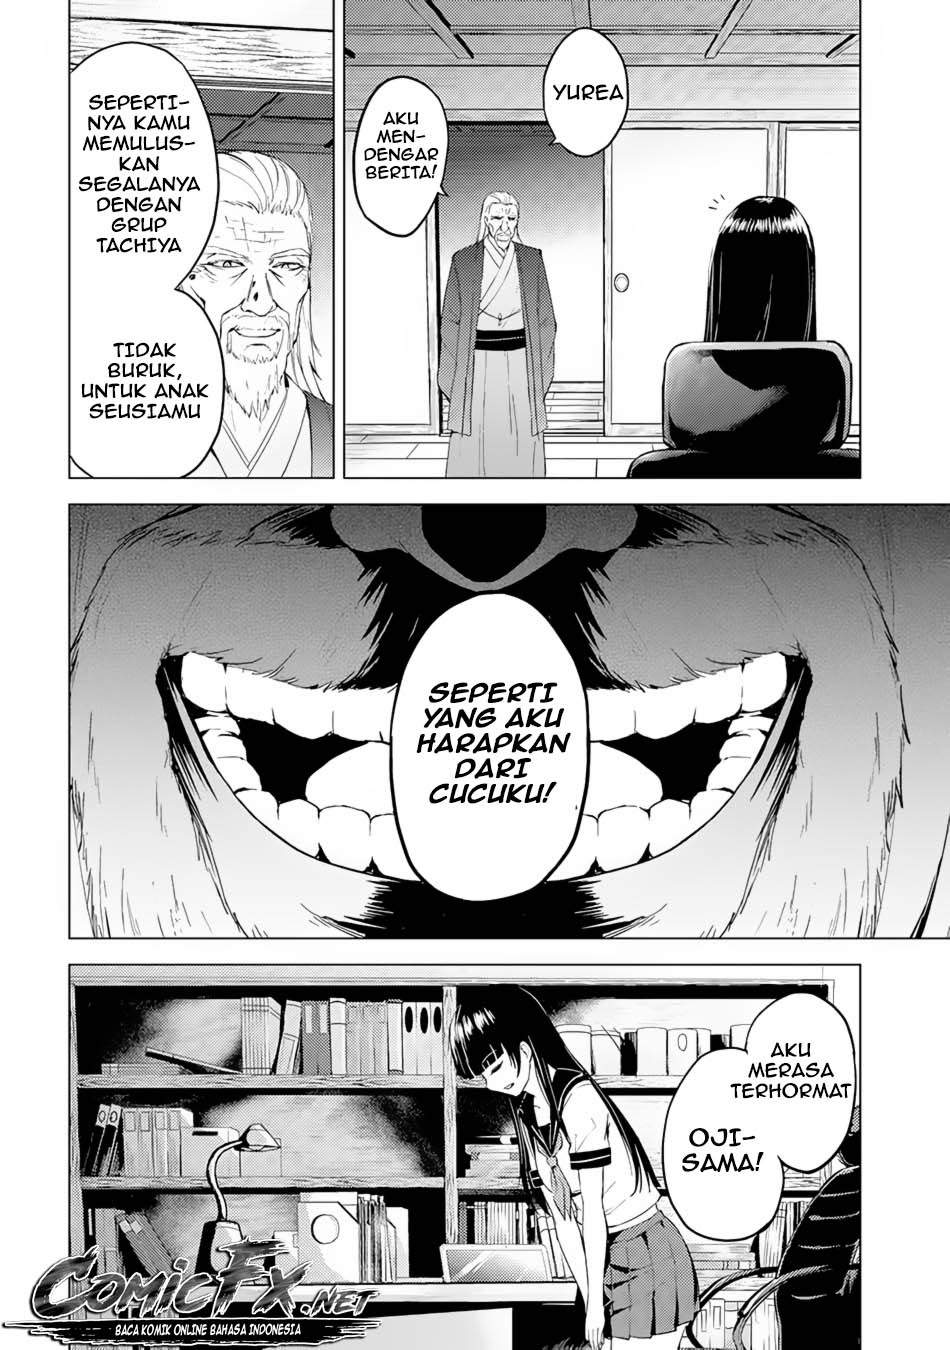 YUREA
AKU
MEN-
DENGAR
BERITA!
SEPERTI-
NYA KAMU
MEMULUS-
KAN
SEGALANYA
DENGAN
GRUP
TACHIYA
TIDAK
BURUK,
UNTUK ANAK
SEUSIAMU
SEPERTI
YANG AKU
HARAPKAN
DARI
CUCUKU!
AKU
MERASA
TERHORMAT
OJI-
SAMA!
COMICFX.NET
BACA KOMIK ONLINE BAHASA INDONESIA